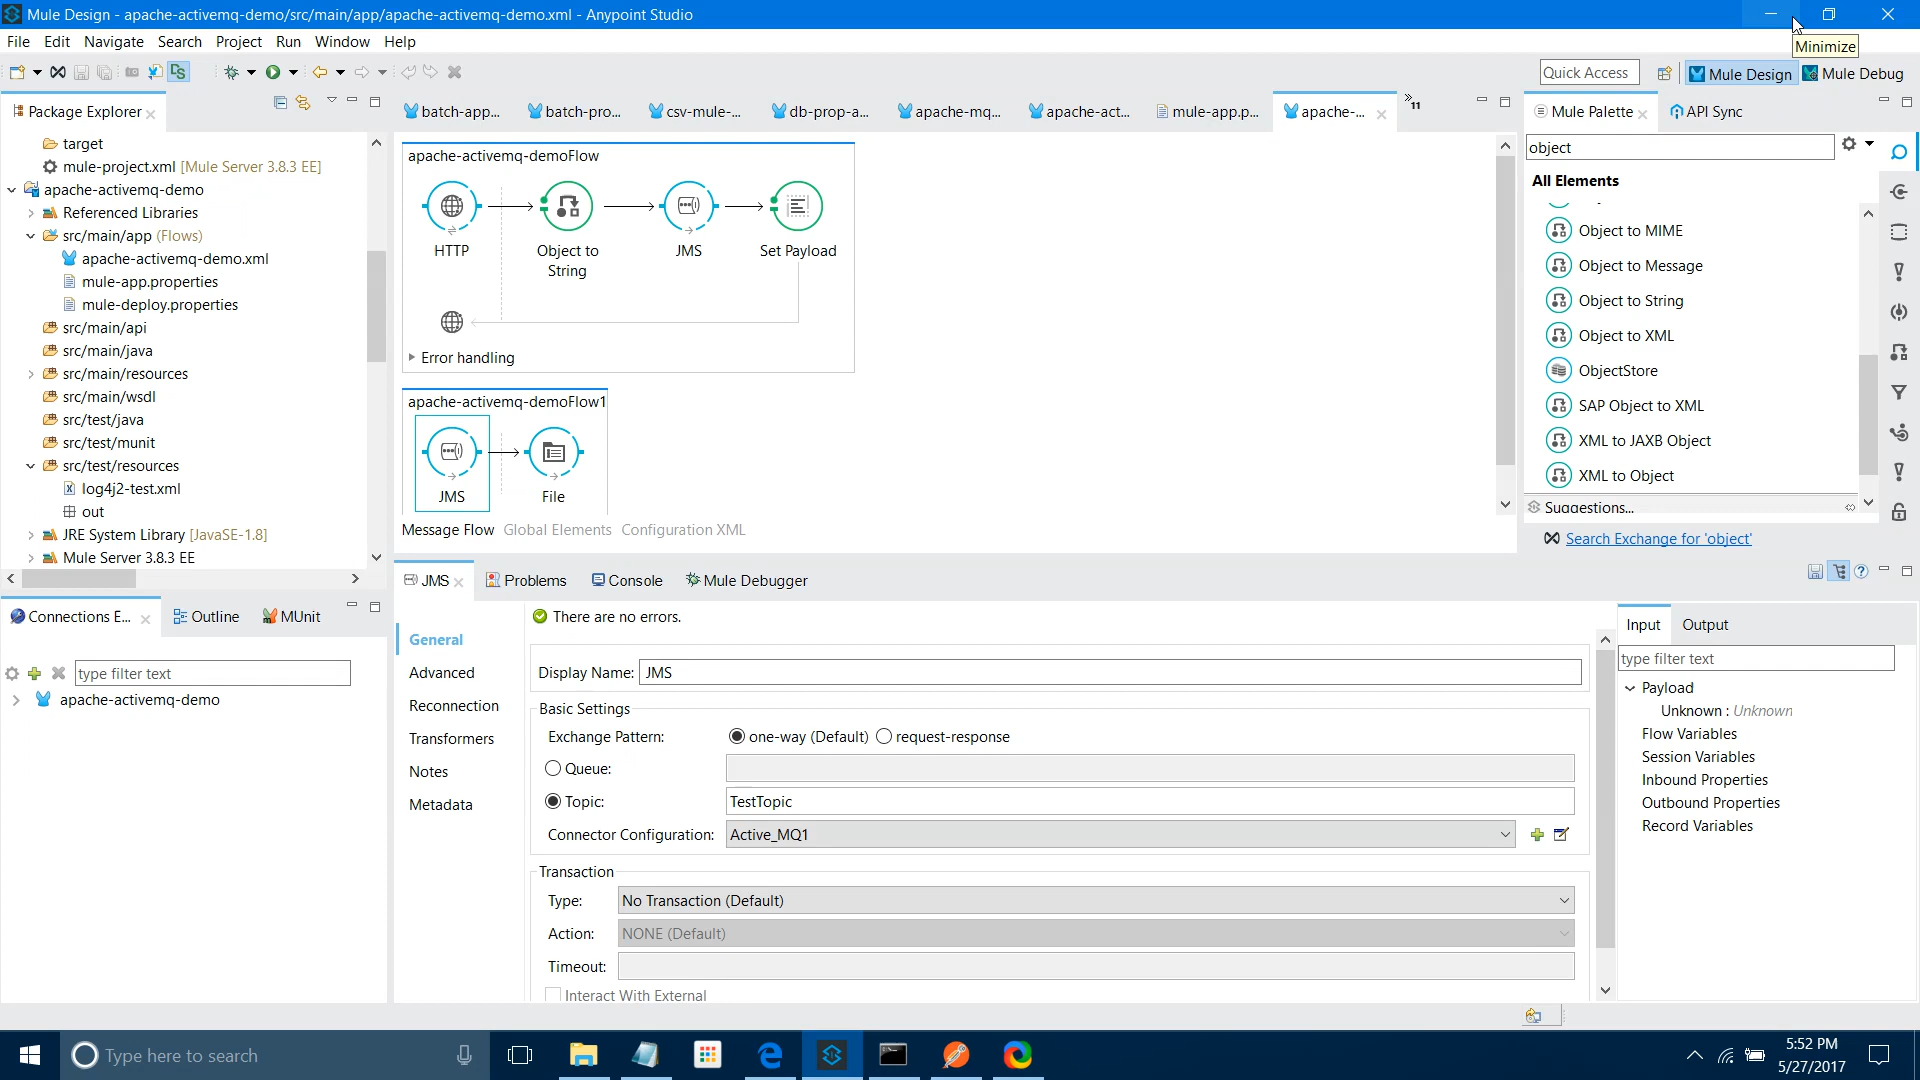 Mule Design - apache-activemq-demo/src/main/app/apache-activemq-demo.xml - Anypoint Studio
Minimize
File Edit Navigate Search Project Run Window Help
Quick Access
Mule Design
Mule Debug
Package Explorer
target
mule-project.xml [Mule Server 3.8.3 EE]
apache-activemq-demo
Referenced Libraries
src/main/app (Flows)
apache-activemq-demo.xml
mule-app.properties
mule-deploy.properties
src/main/api
src/main/java
src/main/resources
src/main/wsdl
src/test/java
src/test/munit
src/test/resources
log4j2-test.xml
out
JRE System Library [JavaSE-1.8]
Mule Server 3.8.3 EE
batch-app... batch-pro... csv-mule-... db-prop-a... apache-mq... apache-act... mule-app.p... apache-... »11
apache-activemq-demoFlow
HTTP
Object to
String
JMS
Set Payload
Error handling
apache-activemq-demoFlow1
JMS
File
Message Flow Global Elements Configuration XML
Mule Palette
API Sync
object
All Elements
Object to MIME
Object to Message
Object to String
Object to XML
ObjectStore
SAP Object to XML
XML to JAXB Object
XML to Object
Suggestions...
Search Exchange for 'object'
Connections E... Outline MUnit
type filter text
apache-activemq-demo
JMS Problems Console Mule Debugger
General
Advanced
Reconnection
Transformers
Notes
Metadata
There are no errors.
Display Name: JMS
Basic Settings
Exchange Pattern: one-way (Default) request-response
Queue:
Topic: TestTopic
Connector Configuration: Active_MQ1
Transaction
Type: No Transaction (Default)
Action: NONE (Default)
Timeout:
Interact With External
Input Output
type filter text
Payload
Unknown : Unknown
Flow Variables
Session Variables
Inbound Properties
Outbound Properties
Record Variables
Type here to search
5:52 PM
5/27/2017